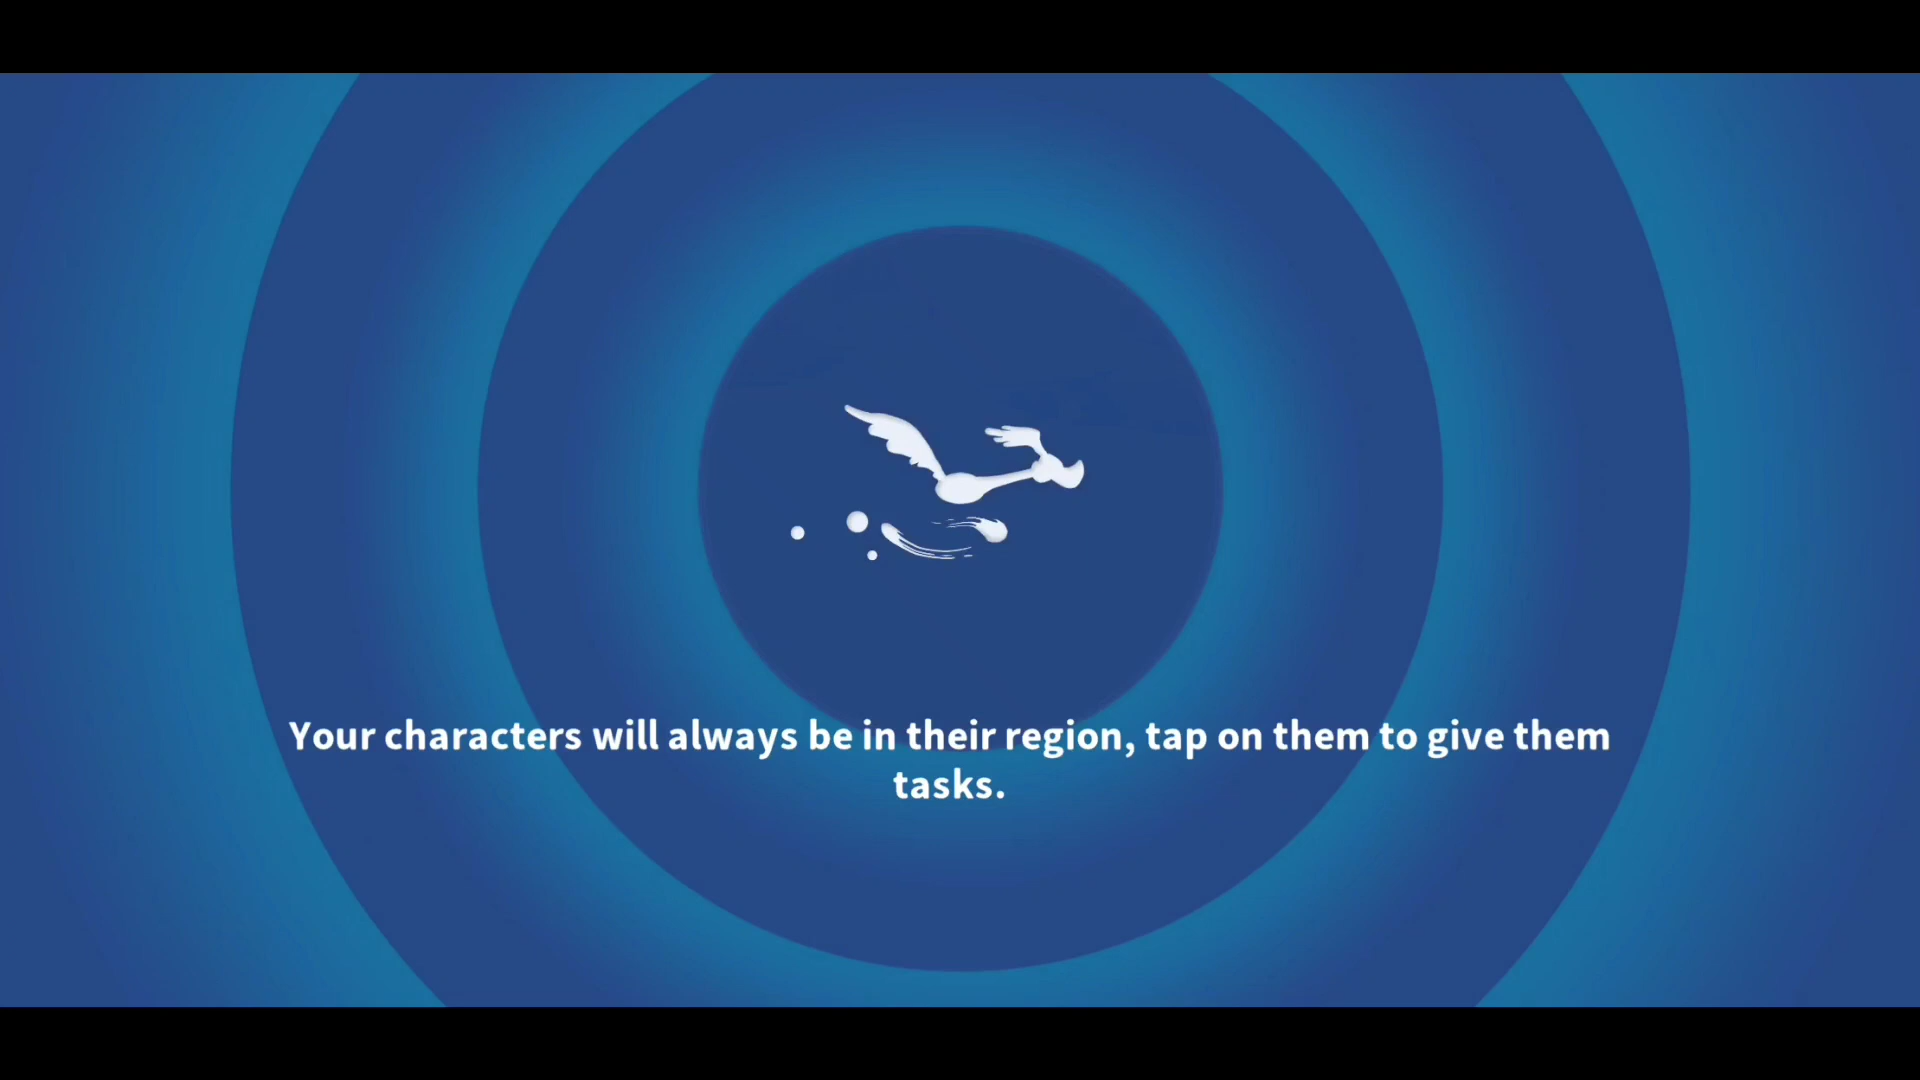 Your characters will always be in their region, tap on them to give them
tasks.